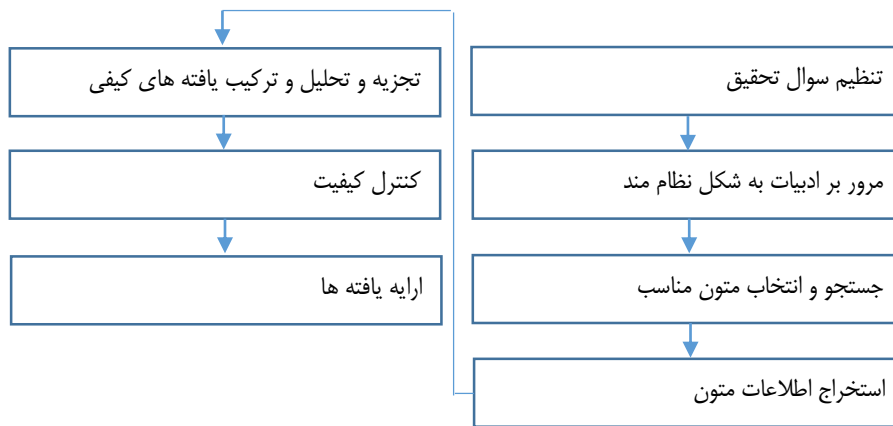 تنظیم سوال تحقیق
مرور بر ادبیات به شکل نظام مند
جستجو و انتخاب متون مناسب
استخراج اطلاعات متون
تجزیه و تحلیل و ترکیب یافته های کیفی
کنترل کیفیت
ارایه یافته ها